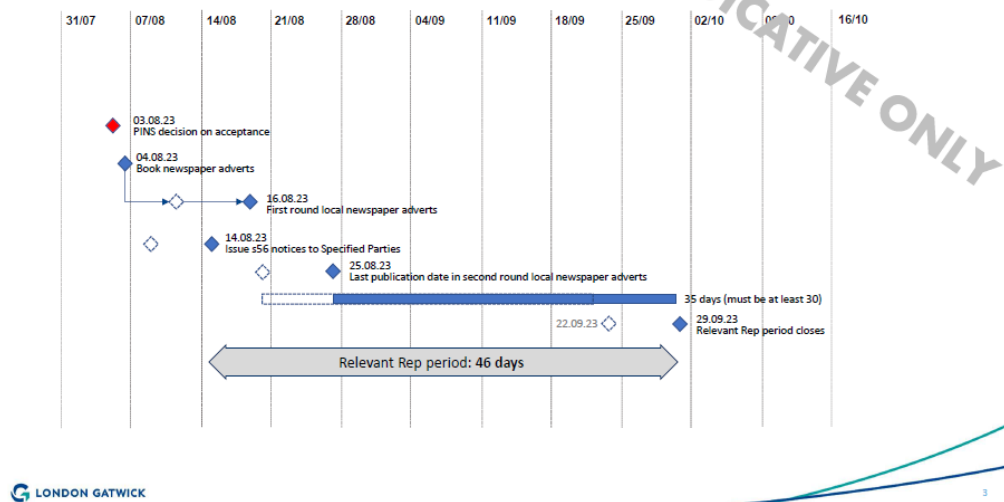 31/07 07/08 14/08 21/08 28/08 04/09 11/09 18/09 25/09 02/10 16/10
ONLY
03.08.23
PINS decision on acceptance
04.08.23
Book newspaper adverts
16.08.23
First round local newspaper adverts
14.08.23
Issue s56 notices to Specified Parties
25.08.23
Last publication date in second round local newspaper adverts
35 days (must be at least 30)
22.09.23
29.09.23
Relevant Rep period closes
Relevant Rep period: 46 days
LONDON GATWICK
3